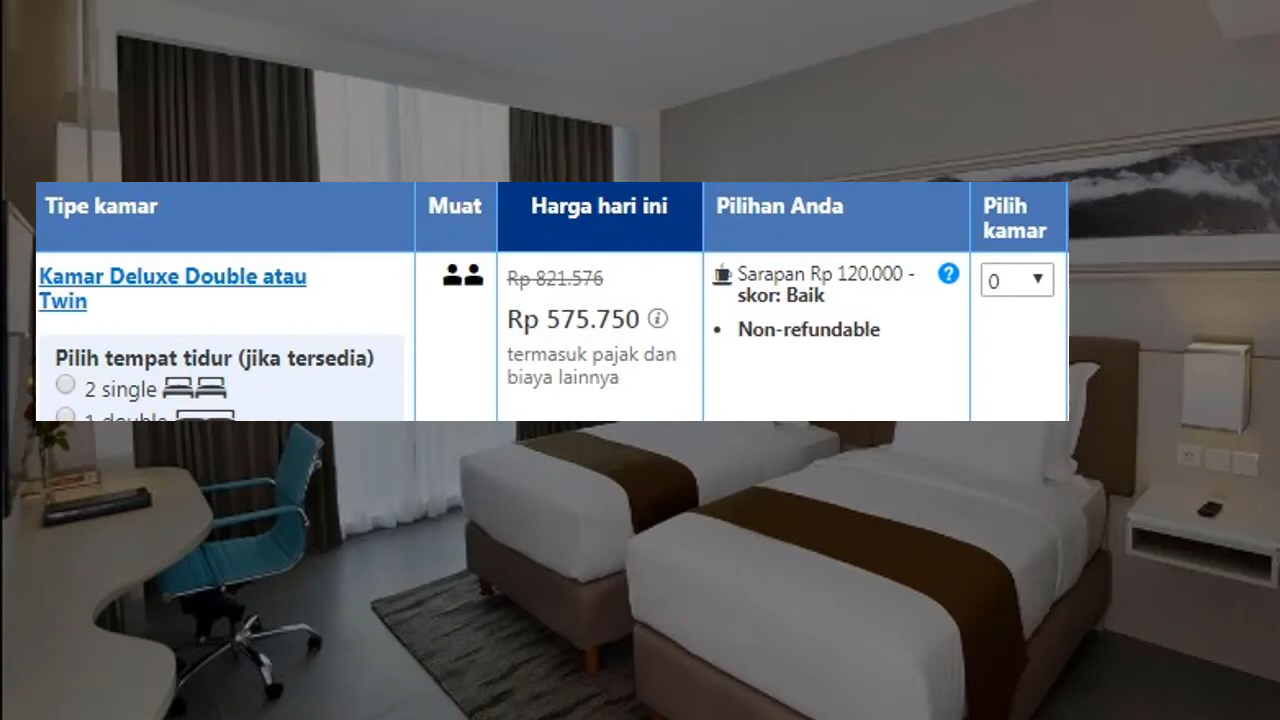 Tipe kamar
Muat
Harga hari ini
Pilihan Anda
Pilih
kamar
Kamar Deluxe Double atau
Twin
Pilih tempat tidur (jika tersedia)
2 single
1 double
Rp 821.576
Rp 575.750
termasuk pajak dan
biaya lainnya
Sarapan Rp 120.000 -
skor: Baik
• Non-refundable
0